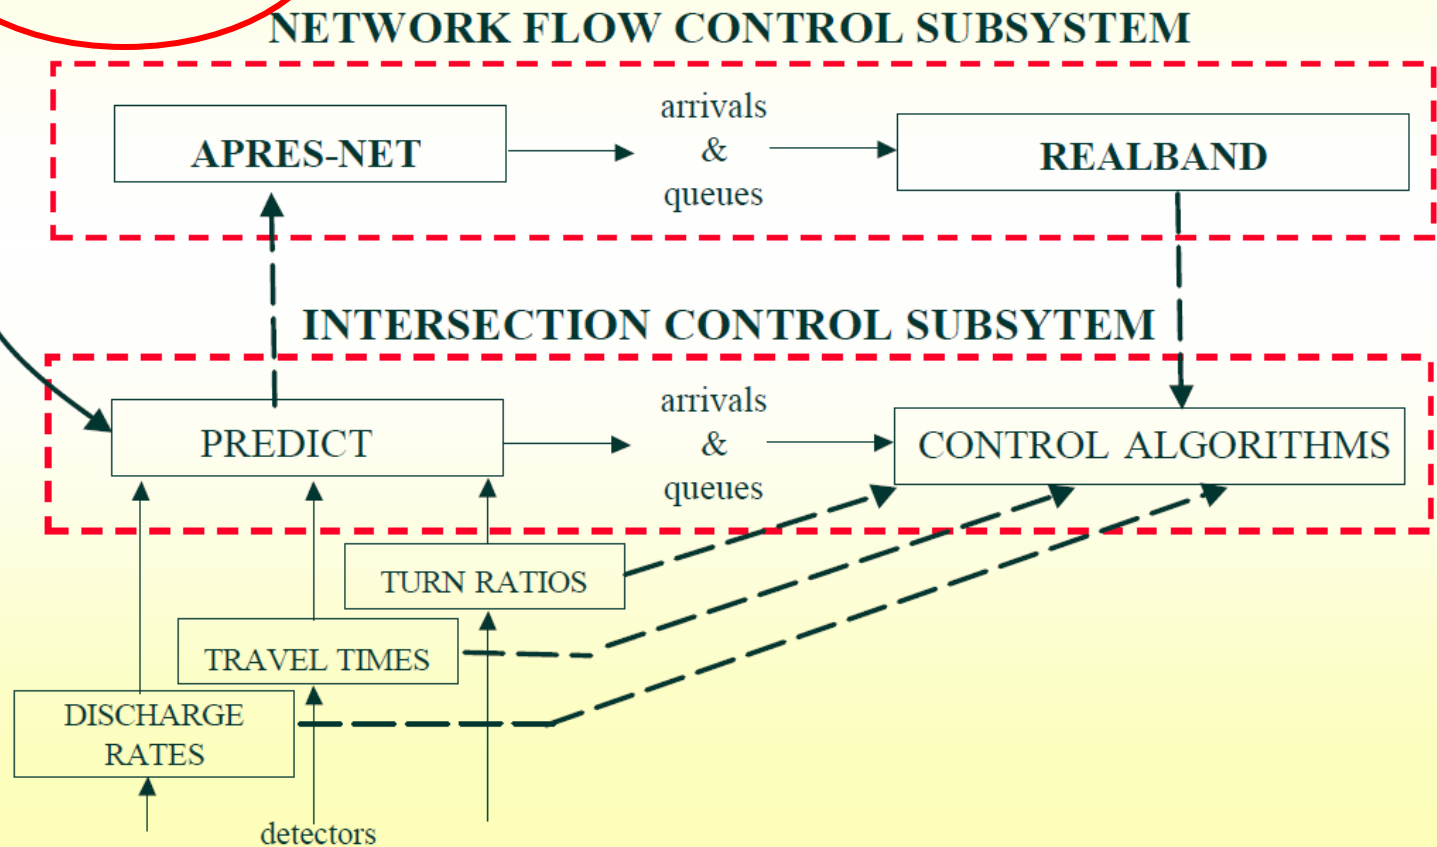 NETWORK FLOW CONTROL SUBSYSTEM
APRES-NET
arrivals
&
queues
REALBAND
INTERSECTION CONTROL SUBSYTEM
PREDICT
arrivals
&
queues
CONTROL ALGORITHMS
TURN RATIOS
TRAVEL TIMES
DISCHARGE
RATES
detectors